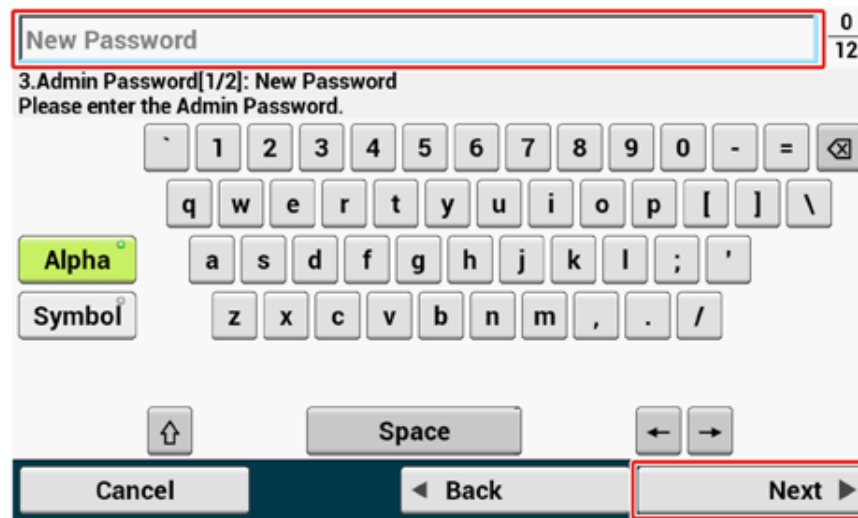 New Password
0
12
3.Admin Password[1/2]: New Password
Please enter the Admin Password.
` 1 2 3 4 5 6 7 8 9 0 - =
q w e r t y u i o p [ ] \
Alpha a s d f g h j k l ; '
Symbol z x c v b n m , . /
Space ← →
Cancel ◀ Back Next ▶